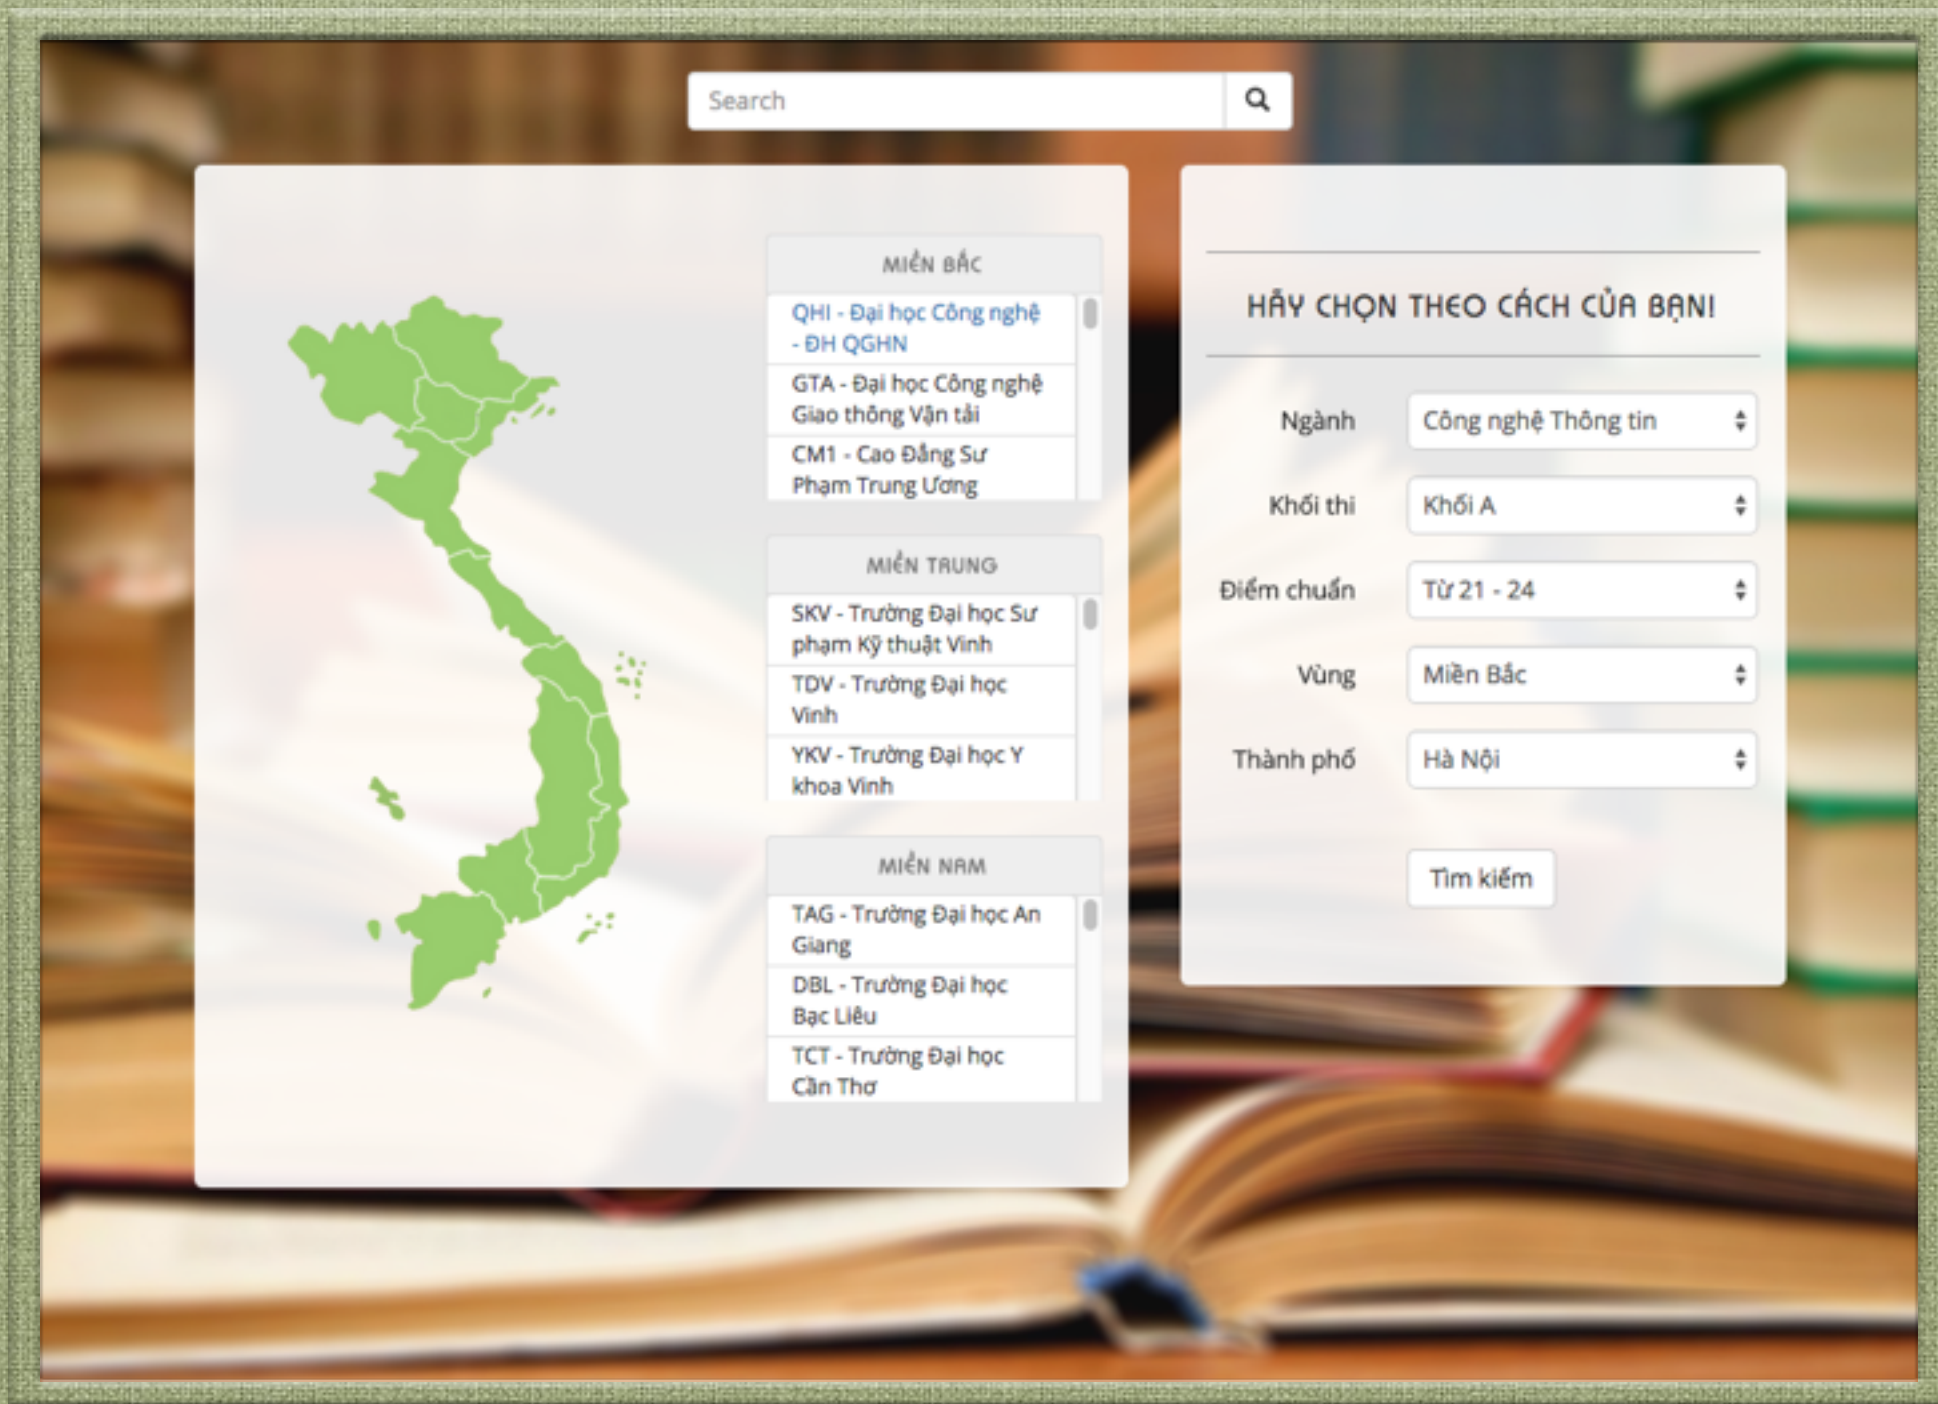 Search
MIỀN BẮC
QHI - Đại học Công nghệ
- ĐH QGHN
GTA - Đại học Công nghệ
Giao thông Vận tải
CM1 - Cao Đẳng Sư
Phạm Trung Ương
MIỀN TRUNG
SKV - Trường Đại học Sư
phạm Kỹ thuật Vinh
TDV - Trường Đại học
Vinh
YKV - Trường Đại học Y
khoa Vinh
MIỀN NAM
TAG - Trường Đại học An
Giang
DBL - Trường Đại học
Bạc Liêu
TCT - Trường Đại học
Cần Thơ
HÃY CHỌN THEO CÁCH CỦA BẠN!
Ngành Công nghệ Thông tin
Khối thi Khối A
Điểm chuẩn Từ 21 - 24
Vùng Miền Bắc
Thành phố Hà Nội
Tìm kiếm